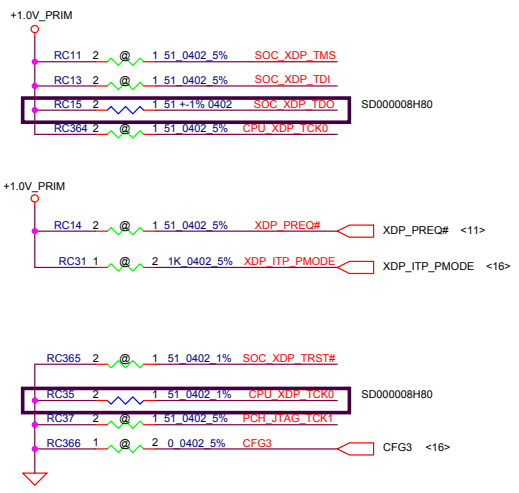 +1.0V_PRIM
RC11 2 @ 1 51_0402_5% SOC_XDP_TMS
RC13 2 @ 1 51_0402_5% SOC_XDP_TDI
RC15 2 1 51 +-1% 0402 SOC_XDP_TDO SD000008H80
RC364 2 @ 1 51_0402_5% CPU_XDP_TCK0
+1.0V_PRIM
RC14 2 @ 1 51_0402_5% XDP_PREQ# XDP_PREQ# <11>
RC31 1 @ 2 1K_0402_5% XDP_ITP_PMODE XDP_ITP_PMODE <16>
RC365 2 @ 1 51_0402_1% SOC_XDP_TRST#
RC35 2 1 51_0402_1% CPU_XDP_TCK0 SD000008H80
RC37 2 @ 1 51_0402_5% PCH_JTAG_TCK1
RC366 1 @ 2 0_0402_5% CFG3 CFG3 <16>